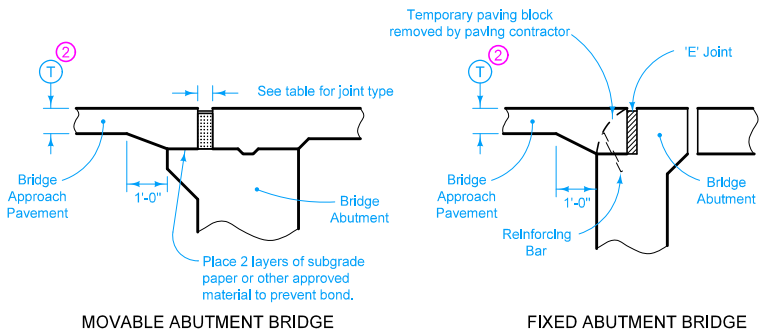 2
T
See table for joint type
Bridge
Approach
Pavement
1'-0"
Bridge
Abutment
Place 2 layers of subgrade
paper or other approved
material to prevent bond.
MOVABLE ABUTMENT BRIDGE
Temporary paving block
removed by paving contractor
'E' Joint
2
T
Bridge
Approach
Pavement
1'-0"
Reinforcing
Bar
Bridge
Abutment
FIXED ABUTMENT BRIDGE